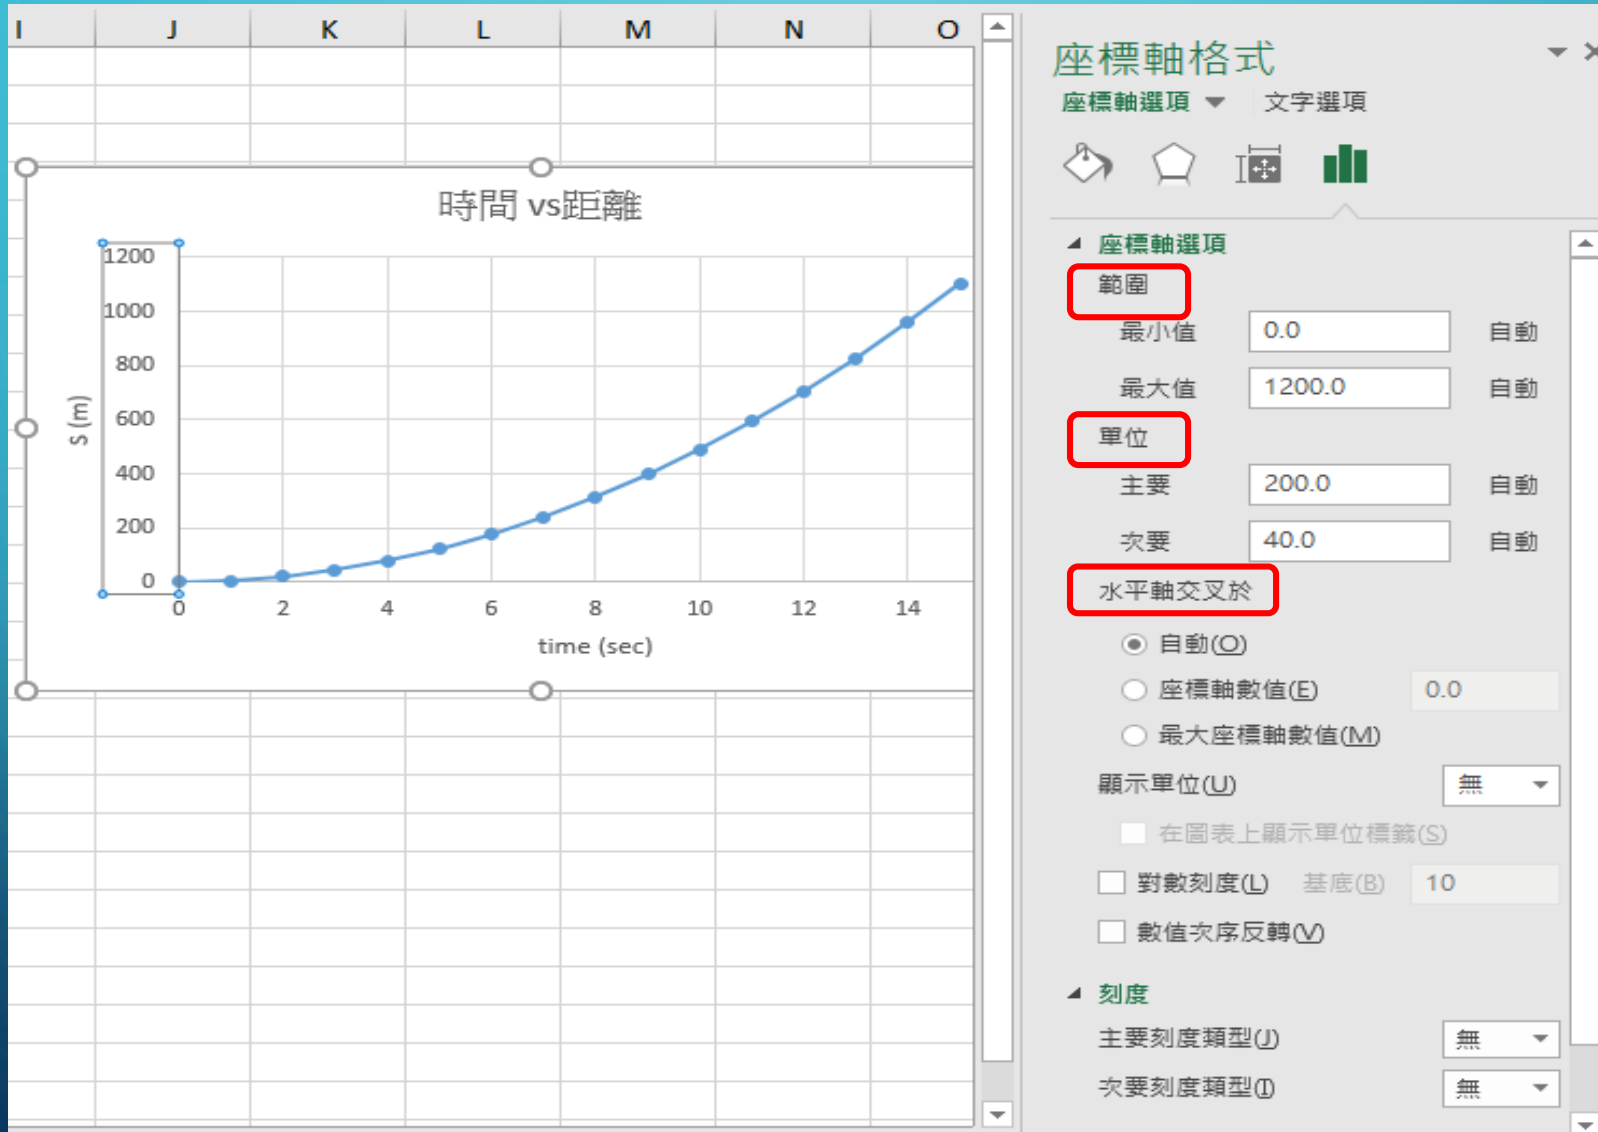 I J K L M N O
時間 vs距離
1200
1000
800
600
400
200
0
S (m)
0 2 4 6 8 10 12 14
time (sec)
座標軸格式
座標軸選項 文字選項
座標軸選項
範圍
最小值 0.0 自動
最大值 1200.0 自動
單位
主要 200.0 自動
次要 40.0 自動
水平軸交叉於
自動(O)
座標軸數值(E) 0.0
最大座標軸數值(M)
顯示單位(U) 無
在圖表上顯示單位標籤(S)
對數刻度(L) 基底(B) 10
數值次序反轉(V)
刻度
主要刻度類型(J) 無
次要刻度類型(I) 無